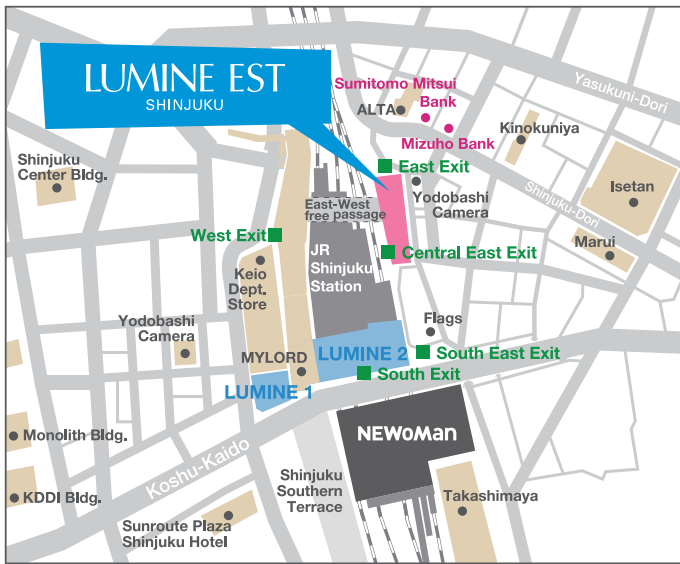 LUMINE EST
SHINJUKU
Sumitomo Mitsui
Bank
ALTA
Mizuho Bank
Yasukuni-Dori
Kinokuniya
Shinjuku
Center Bldg.
East Exit
Yodobashi
Camera
Shinjuku-Dori
Isetan
East-West
free passage
West Exit
Marui
Central East Exit
JR
Shinjuku
Station
Keio
Dept.
Store
Yodobashi
Camera
Flags
MYLORD
LUMINE 2
South East Exit
South Exit
LUMINE 1
NEWoMan
Monolith Bldg.
Koshu-Kaido
KDDI Bldg.
Shinjuku
Southern
Terrace
Takashimaya
Sunroute Plaza
Shinjuku Hotel